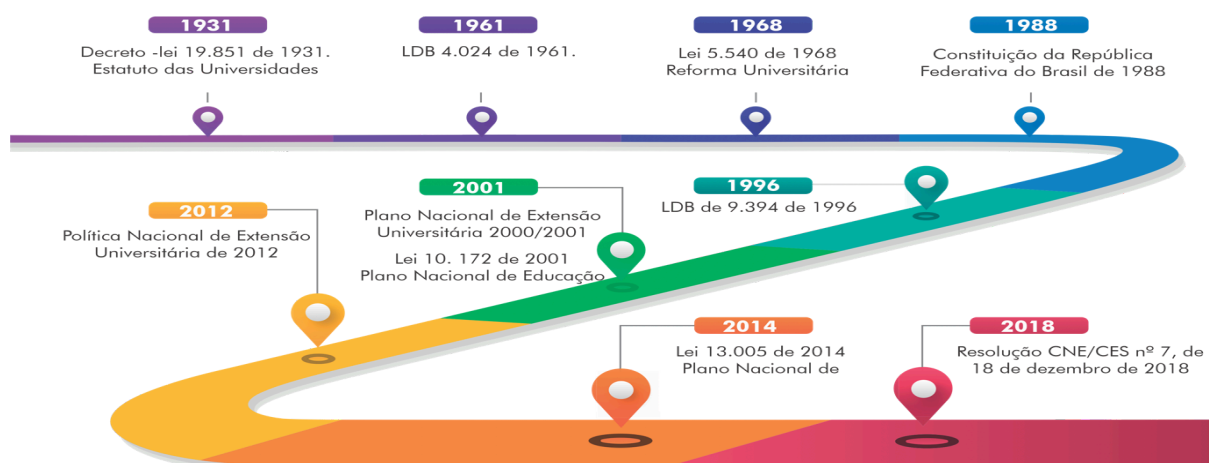 1931
Decreto -lei 19.851 de 1931.
Estatuto das Universidades
1961
LDB 4.024 de 1961.
1968
Lei 5.540 de 1968
Reforma Universitária
1988
Constituição da República
Federativa do Brasil de 1988
1996
LDB de 9.394 de 1996
2001
Plano Nacional de Extensão
Universitária 2000/2001
Lei 10. 172 de 2001
Plano Nacional de Educação
2012
Política Nacional de Extensão
Universitária de 2012
2014
Lei 13.005 de 2014
Plano Nacional de
2018
Resolução CNE/CES nº 7, de
18 de dezembro de 2018